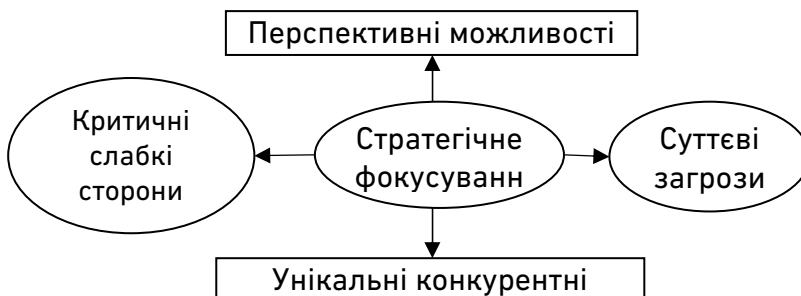 Перспективні можливості
Критичні
слабкі
сторони
Стратегічне
фокусуванн
Суттєві
загрози
Унікальні конкурентні